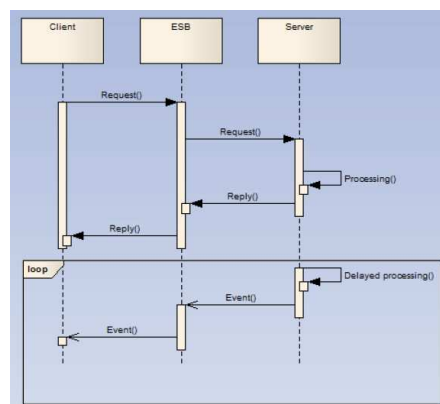 Client ESB Server
Request()
Request()
Processing()
Reply()
Reply()
loop
Delayed processing()
Event()
Event()